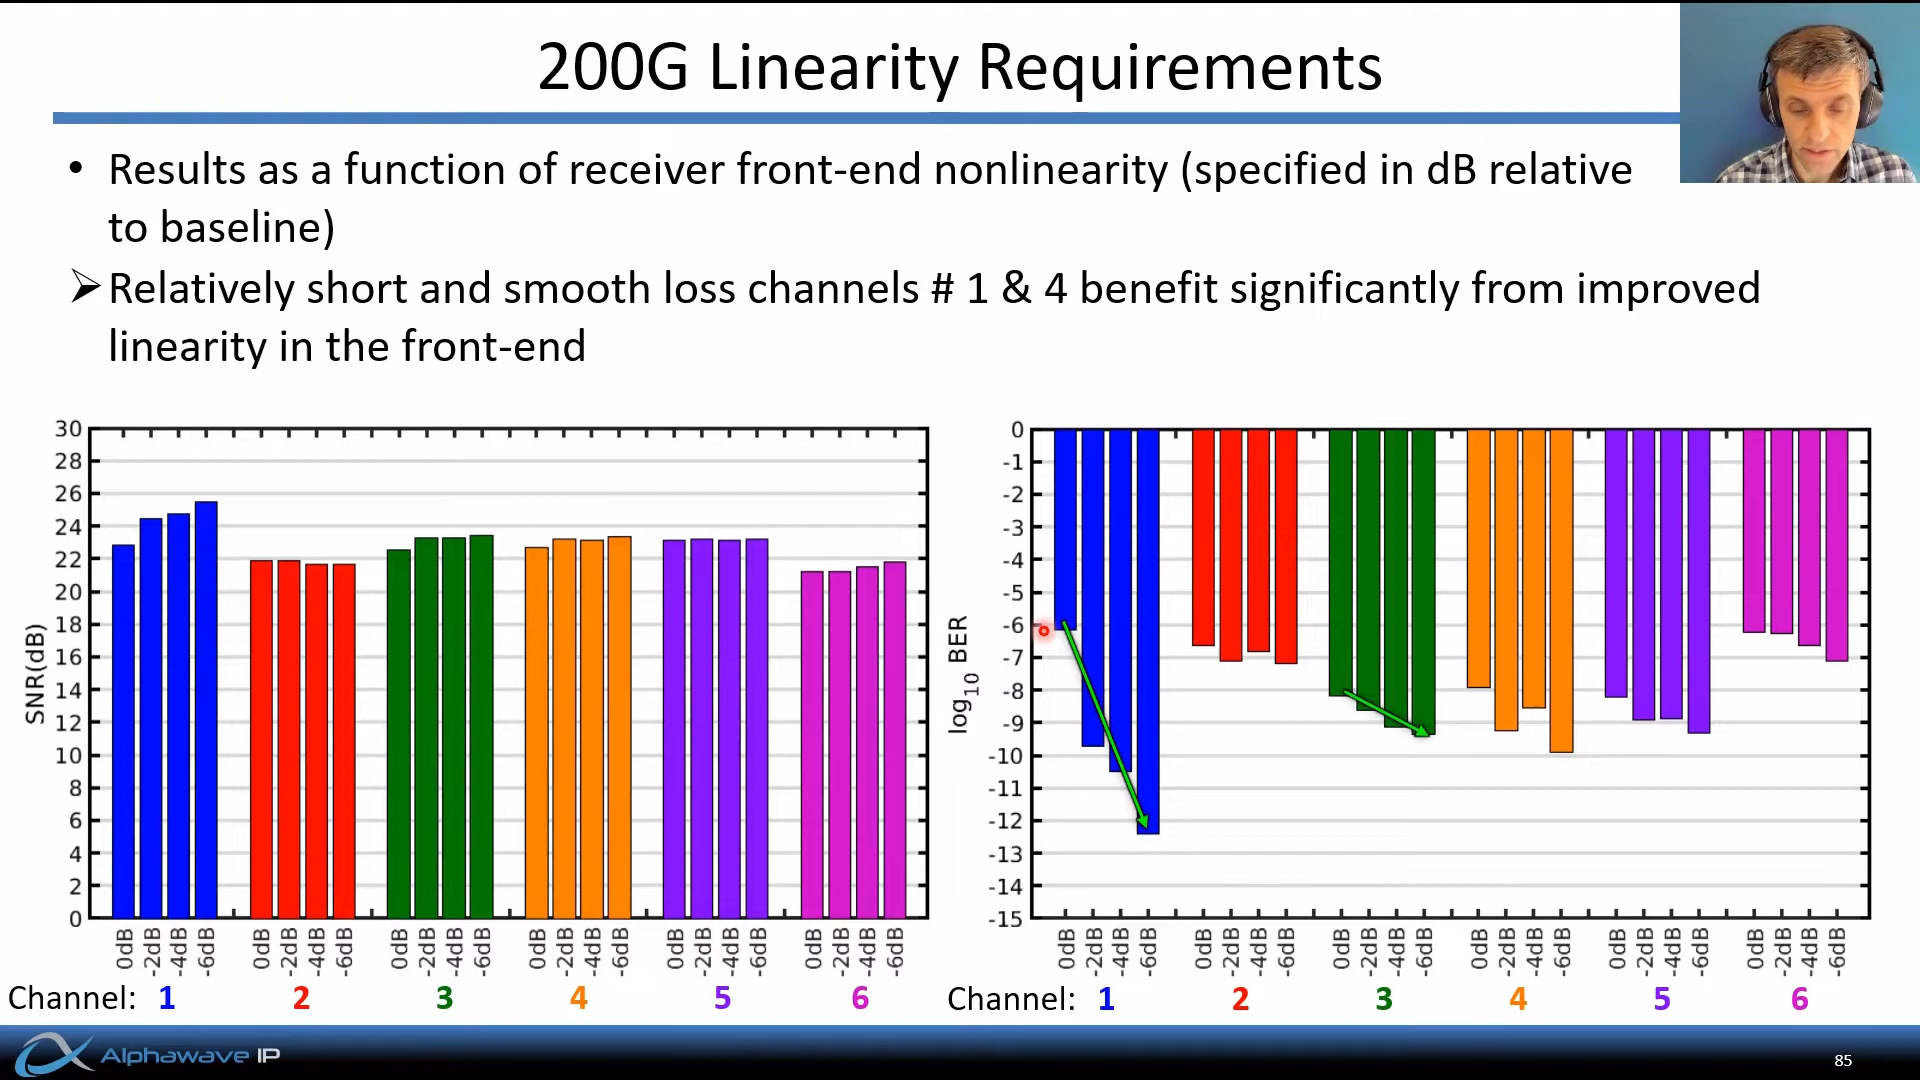 200G Linearity Requirements
• Results as a function of receiver front-end nonlinearity (specified in dB relative
to baseline)
➢ Relatively short and smooth loss channels # 1 & 4 benefit significantly from improved
linearity in the front-end
30
28
26
24
22
20
18
16
14
12
10
8
6
4
2
0
SNR(dB)
0dB -2dB -4dB -6dB 0dB -2dB -4dB -6dB 0dB -2dB -4dB -6dB 0dB -2dB -4dB -6dB 0dB -2dB -4dB -6dB 0dB -2dB -4dB -6dB
Channel: 1 2 3 4 5 6
0
-1
-2
-3
-4
-5
-6
-7
-8
-9
-10
-11
-12
-13
-14
-15
log10 BER
0dB -2dB -4dB -6dB 0dB -2dB -4dB -6dB 0dB -2dB -4dB -6dB 0dB -2dB -4dB -6dB 0dB -2dB -4dB -6dB 0dB -2dB -4dB -6dB
Channel: 1 2 3 4 5 6
Alphawave IP
85